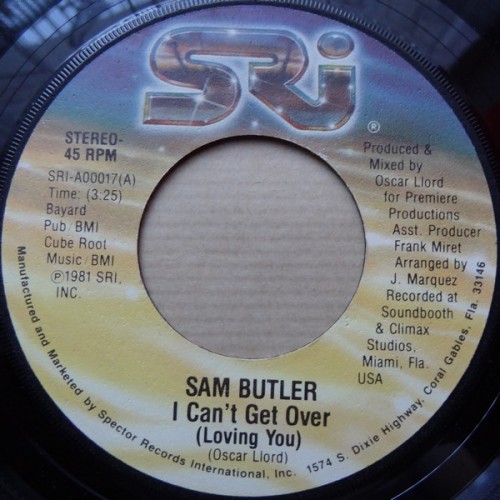 SRI
®
STEREO-
45 RPM
SRI-A00017(A)
Time: (3:25)
Bayard
Pub/BMI
Cube Root
Music/BMI
Ⓟ1981 SRI,
INC.
Produced &
Mixed by
Oscar Llord
for Premiere
Productions
Asst. Producer
Frank Miret
Arranged by
J. Marquez
Recorded at
Soundbooth
& Climax
Studios,
Miami, Fla.
USA
SAM BUTLER
I Can't Get Over
(Loving You)
(Oscar Llord)
Manufactured and Marketed by Spector Records International, Inc. 1574 S. Dixie Highway, Coral Gables, Fla. 33146